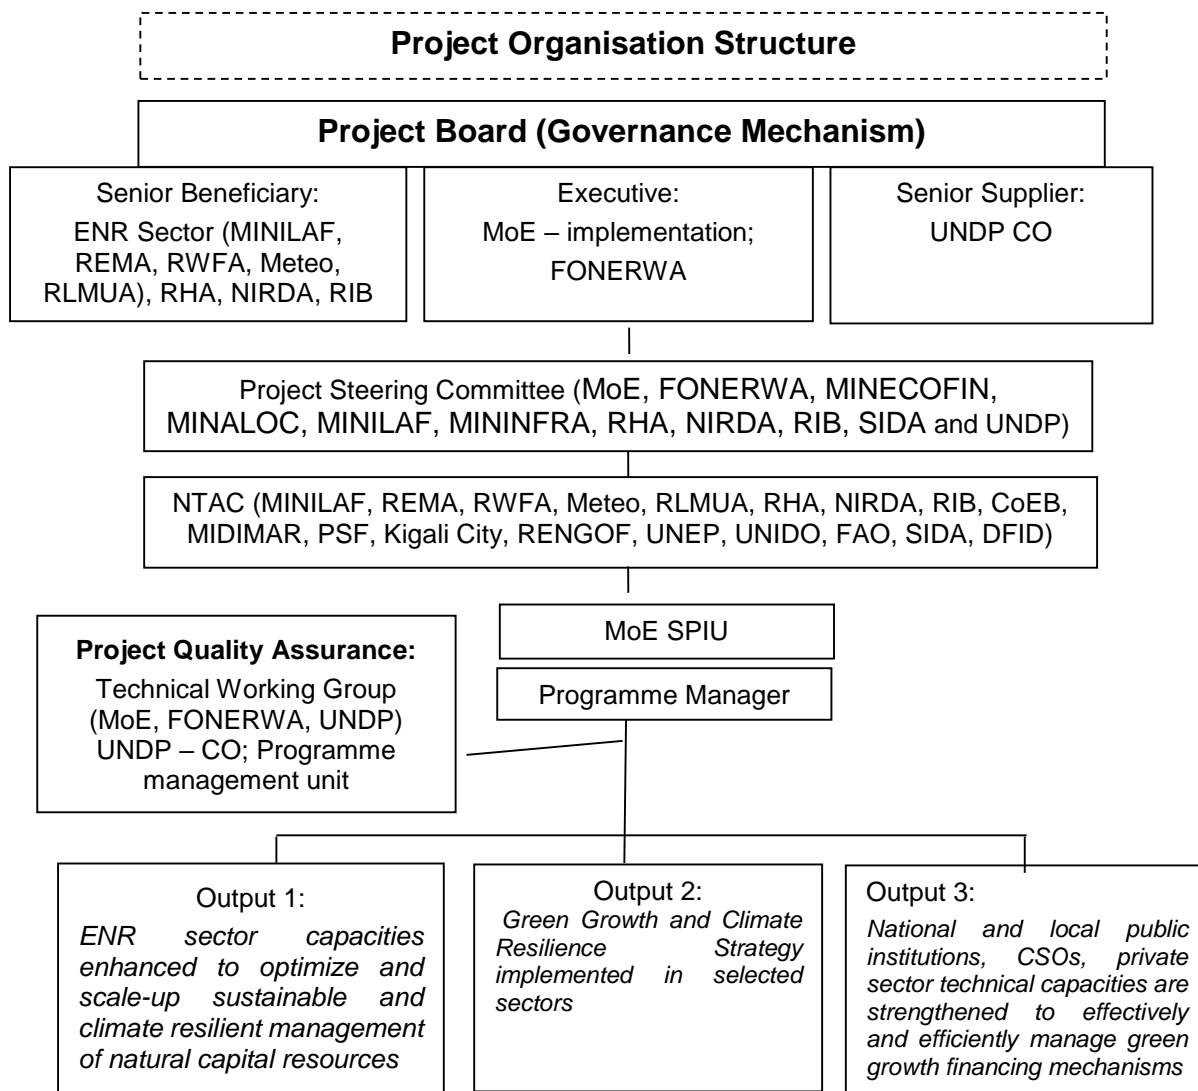 Project Organisation Structure
Project Board (Governance Mechanism)
Senior Beneficiary:
ENR Sector (MINILAF,
REMA, RWFA, Meteo,
RLMUA), RHA, NIRDA, RIB
Executive:
MoE – implementation;
FONERWA
Senior Supplier:
UNDP CO
Project Steering Committee (MoE, FONERWA, MINECOFIN,
MINALOC, MINILAF, MININFRA, RHA, NIRDA, RIB, SIDA and UNDP)
NTAC (MINILAF, REMA, RWFA, Meteo, RLMUA, RHA, NIRDA, RIB, CoEB,
MIDIMAR, PSF, Kigali City, RENGOF, UNEP, UNIDO, FAO, SIDA, DFID)
MoE SPIU
Programme Manager
Project Quality Assurance:
Technical Working Group
(MoE, FONERWA, UNDP)
UNDP – CO; Programme
management unit
Output 1:
ENR sector capacities
enhanced to optimize and
scale-up sustainable and
climate resilient management
of natural capital resources
Output 2:
Green Growth and Climate
Resilience Strategy
implemented in selected
sectors
Output 3:
National and local public
institutions, CSOs, private
sector technical capacities are
strengthened to effectively
and efficiently manage green
growth financing mechanisms